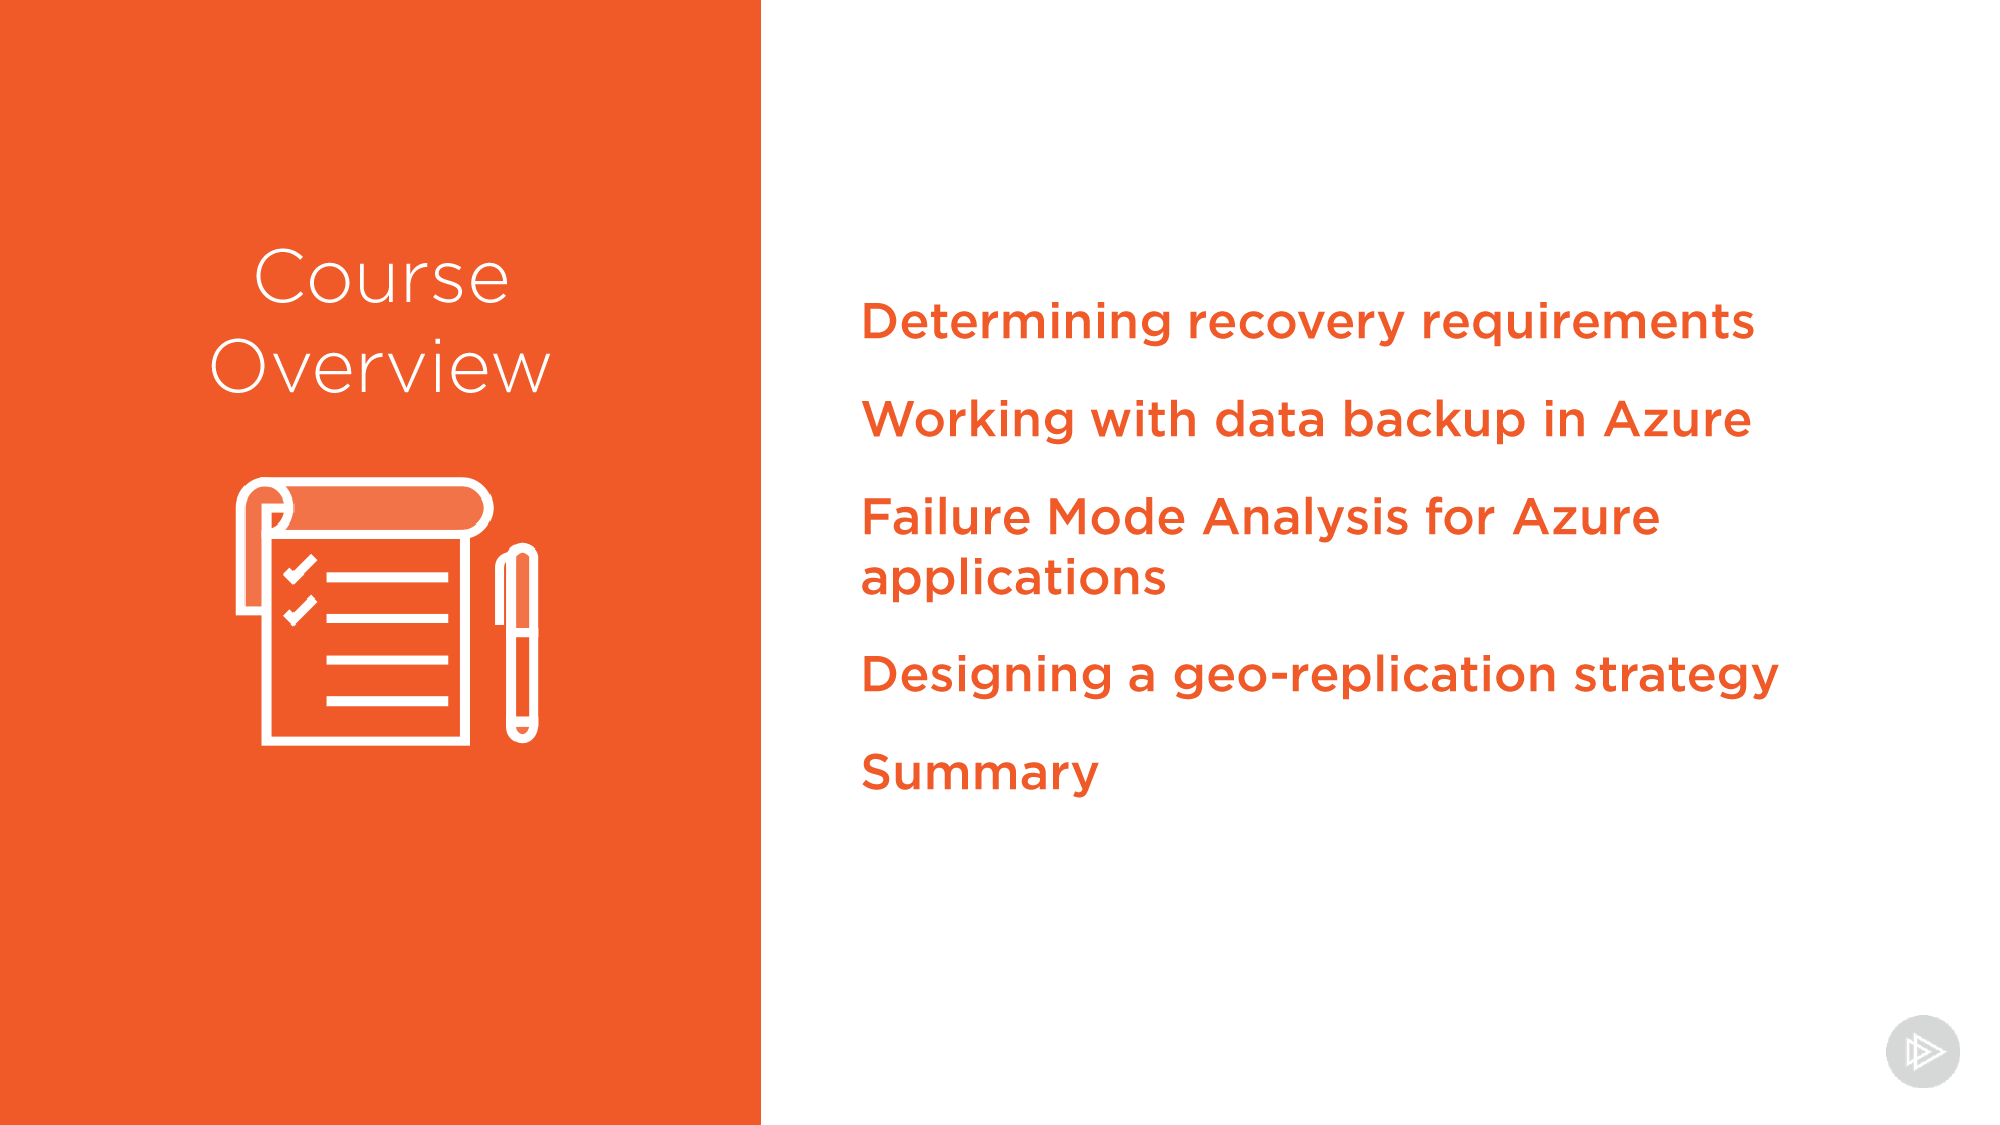 Course
Overview
Determining recovery requirements
Working with data backup in Azure
Failure Mode Analysis for Azure
applications
Designing a geo-replication strategy
Summary